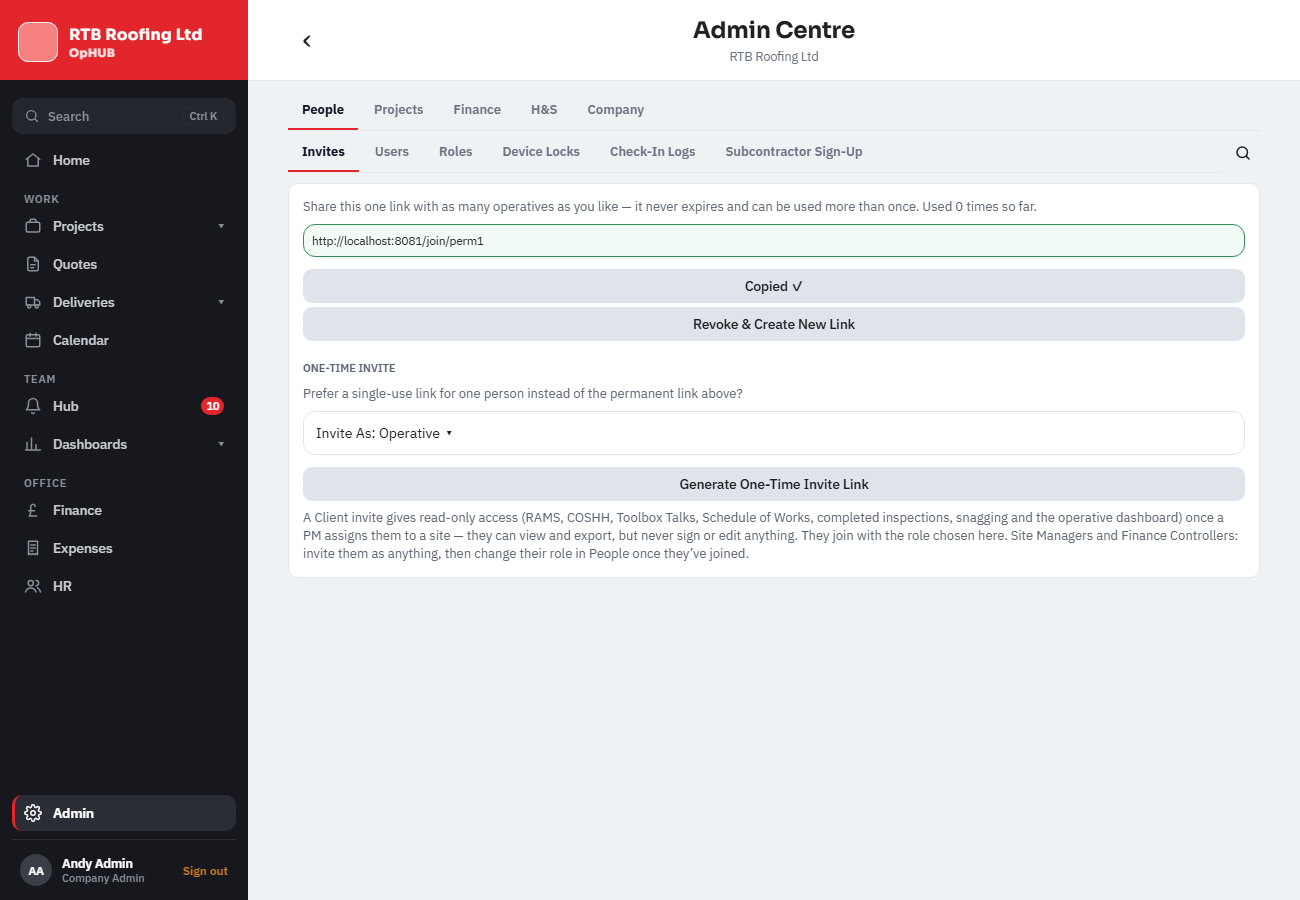 RTB Roofing Ltd
OpHUB
Search Ctrl K
Home
WORK
Projects
Quotes
Deliveries
Calendar
TEAM
Hub 10
Dashboards
OFFICE
Finance
Expenses
HR
Admin
AA
Andy Admin
Company Admin
Sign out
Admin Centre
RTB Roofing Ltd
People Projects Finance H&S Company
Invites Users Roles Device Locks Check-In Logs Subcontractor Sign-Up
Share this one link with as many operatives as you like — it never expires and can be used more than once. Used 0 times so far.
http://localhost:8081/join/perm1
Copied ✓
Revoke & Create New Link
ONE-TIME INVITE
Prefer a single-use link for one person instead of the permanent link above?
Invite As: Operative ▾
Generate One-Time Invite Link
A Client invite gives read-only access (RAMS, COSHH, Toolbox Talks, Schedule of Works, completed inspections, snagging and the operative dashboard) once a
PM assigns them to a site — they can view and export, but never sign or edit anything. They join with the role chosen here. Site Managers and Finance Controllers:
invite them as anything, then change their role in People once they’ve joined.